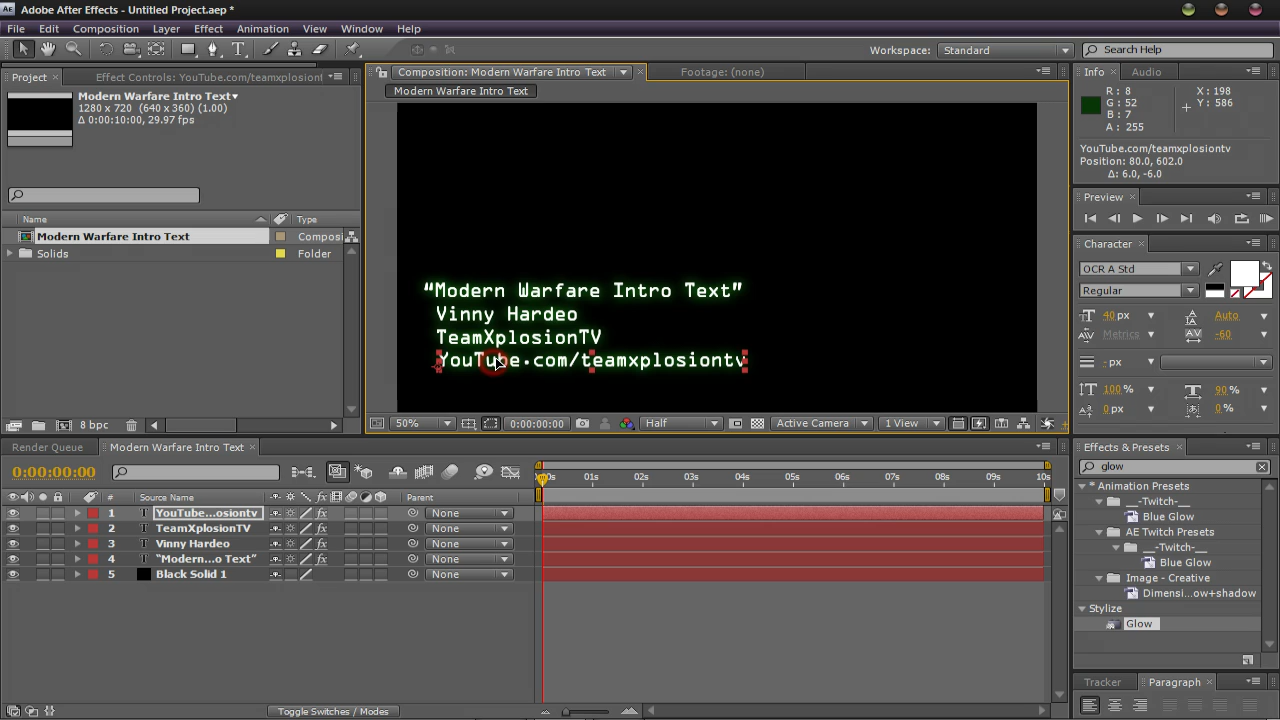 Adobe After Effects - Untitled Project.aep *
File Edit Composition Layer Effect Animation View Window Help
Workspace: Standard Search Help
Project Effect Controls: YouTube.com/teamxplosiont
Composition: Modern Warfare Intro Text Footage: (none)
Info Audio
Modern Warfare Intro Text
1280 x 720 (640 x 360) (1.00)
Δ 0:00:10:00, 29.97 fps
Modern Warfare Intro Text
R: 8
G: 52
B: 7
A: 255
X: 198
Y: 586
YouTube.com/teamxplosiontv
Position: 80.0, 602.0
Δ: 6.0, -6.0
Name Type
Modern Warfare Intro Text Composi
Solids Folder
Preview
Character
OCR A Std
Regular
40 px Auto
Metrics -60
- px
100 % 90 %
0 px 0 %
“Modern Warfare Intro Text”
Vinny Hardeo
TeamXplosionTV
YouTube.com/teamxplosiontv
8 bpc
50% 0:00:00:00 Half Active Camera 1 View
Render Queue Modern Warfare Intro Text
0:00:00:00
# Source Name Parent
00s 01s 02s 03s 04s 05s 06s 07s 08s 09s 10s
1 T YouTube...osiontv fx None
2 T TeamXplosionTV fx None
3 T Vinny Hardeo fx None
4 T “Modern...o Text” fx None
5 Black Solid 1 None
Toggle Switches / Modes
Effects & Presets
glow
* Animation Presets
__-Twitch-__
Blue Glow
AE Twitch Presets
__-Twitch-__
Blue Glow
Image - Creative
Dimensi...ow+shadow
Stylize
Glow
Tracker Paragraph